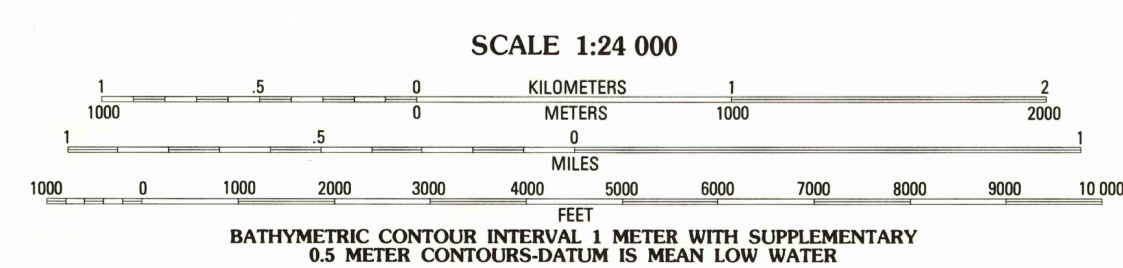 SCALE 1:24 000
1 .5 0 KILOMETERS 1 2
1000 0 METERS 1000 2000
1 .5 0 1
MILES
1000 0 1000 2000 3000 4000 5000 6000 7000 8000 9000 10 000
FEET
BATHYMETRIC CONTOUR INTERVAL 1 METER WITH SUPPLEMENTARY
0.5 METER CONTOURS-DATUM IS MEAN LOW WATER